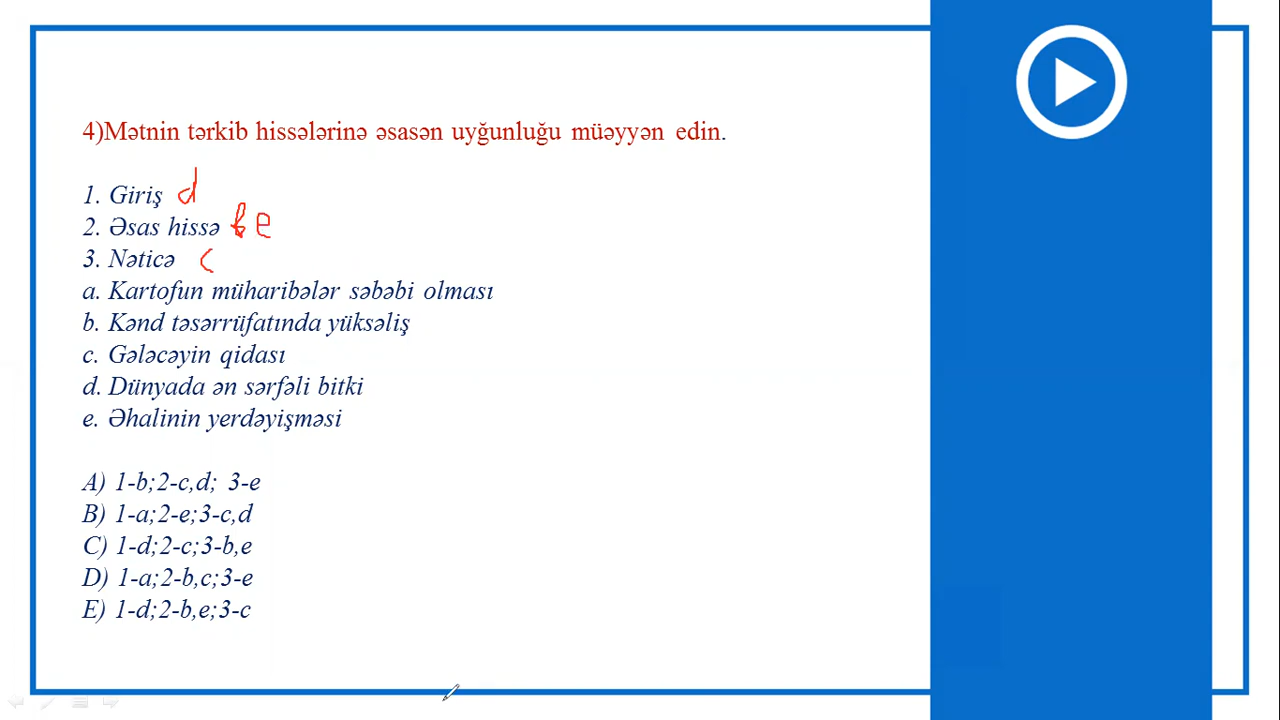 4)Mətnin tərkib hissələrinə əsasən uyğunluğu müəyyən edin.
1. Giriş d
2. Əsas hissə b e
3. Nəticə c
a. Kartofun müharibələr səbəbi olması
b. Kənd təsərrüfatında yüksəliş
c. Gələcəyin qidası
d. Dünyada ən sərfəli bitki
e. Əhalinin yerdəyişməsi
A) 1-b;2-c,d; 3-e
B) 1-a;2-e;3-c,d
C) 1-d;2-c;3-b,e
D) 1-a;2-b,c;3-e
E) 1-d;2-b,e;3-c